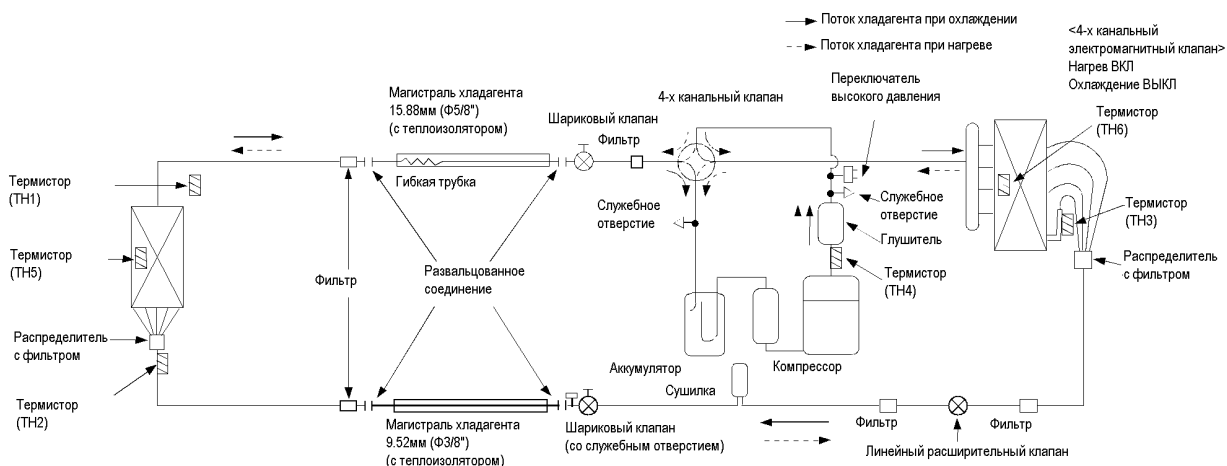 Поток хладагента при охлаждении
Поток хладагента при нагреве
<4-х канальный
электромагнитный клапан>
Нагрев ВКЛ
Охлаждение ВЫКЛ
Магистраль хладагента
15.88мм (Ф5/8")
(с теплоизолятором)
Шариковый клапан
Фильтр
4-х канальный клапан
Переключатель
высокого давления
Термистор
(TH6)
Термистор
(TH1)
Гибкая трубка
Служебное
отверстие
Служебное
отверстие
Глушитель
Термистор
(TH3)
Термистор
(TH5)
Фильтр
Развальцованное
соединение
Термистор
(TH4)
Распределитель
с фильтром
Распределитель
с фильтром
Аккумулятор
Компрессор
Сушилка
Термистор
(TH2)
Магистраль хладагента
9.52мм (Ф3/8")
(с теплоизолятором)
Шариковый клапан
(со служебным отверстием)
Фильтр
Фильтр
Линейный расширительный клапан